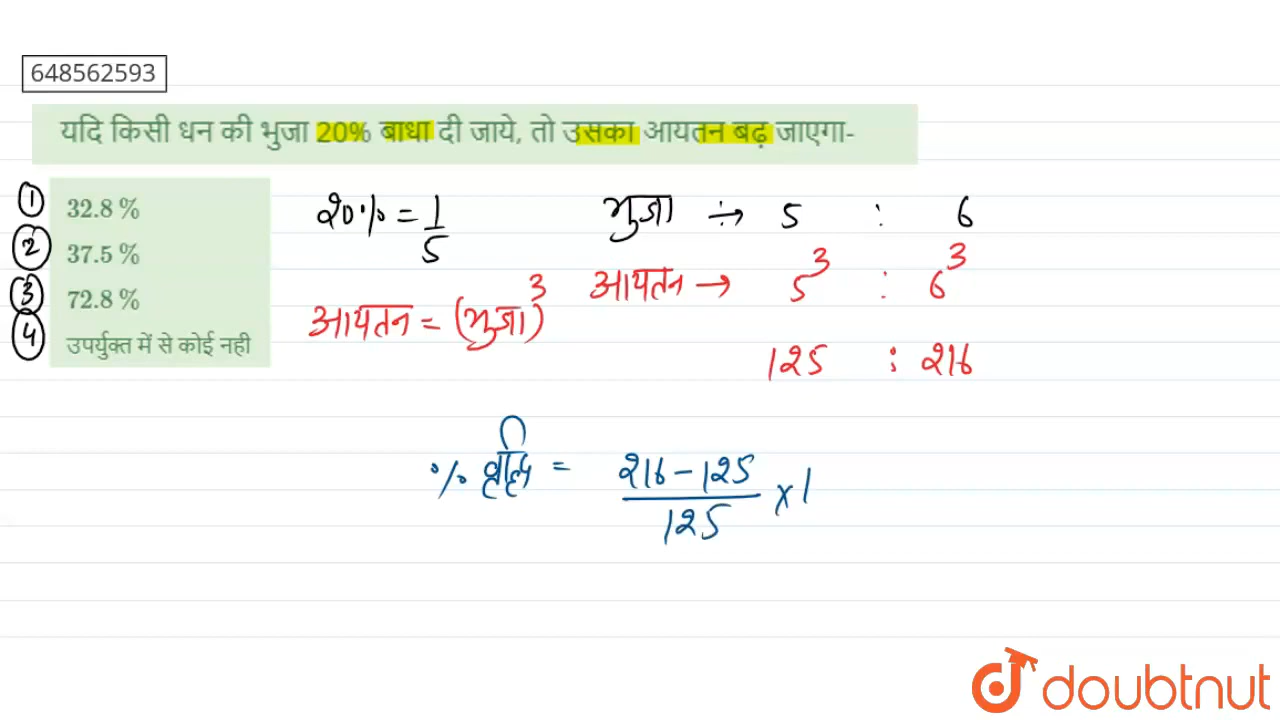 648562593
यदि किसी धन की भुजा 20% बाधा दी जाये, तो उसका आयतन बढ़ जाएगा-
1 32.8 %
2 37.5 %
3 72.8 %
4 उपर्युक्त में से कोई नही
20% = 1/5
भुजा → 5 : 6
आयतन → 5³ : 6³
आयतन = (भुजा)³
125 : 216
% वृद्धि = 216 - 125 / 125 × 1
doubtnut